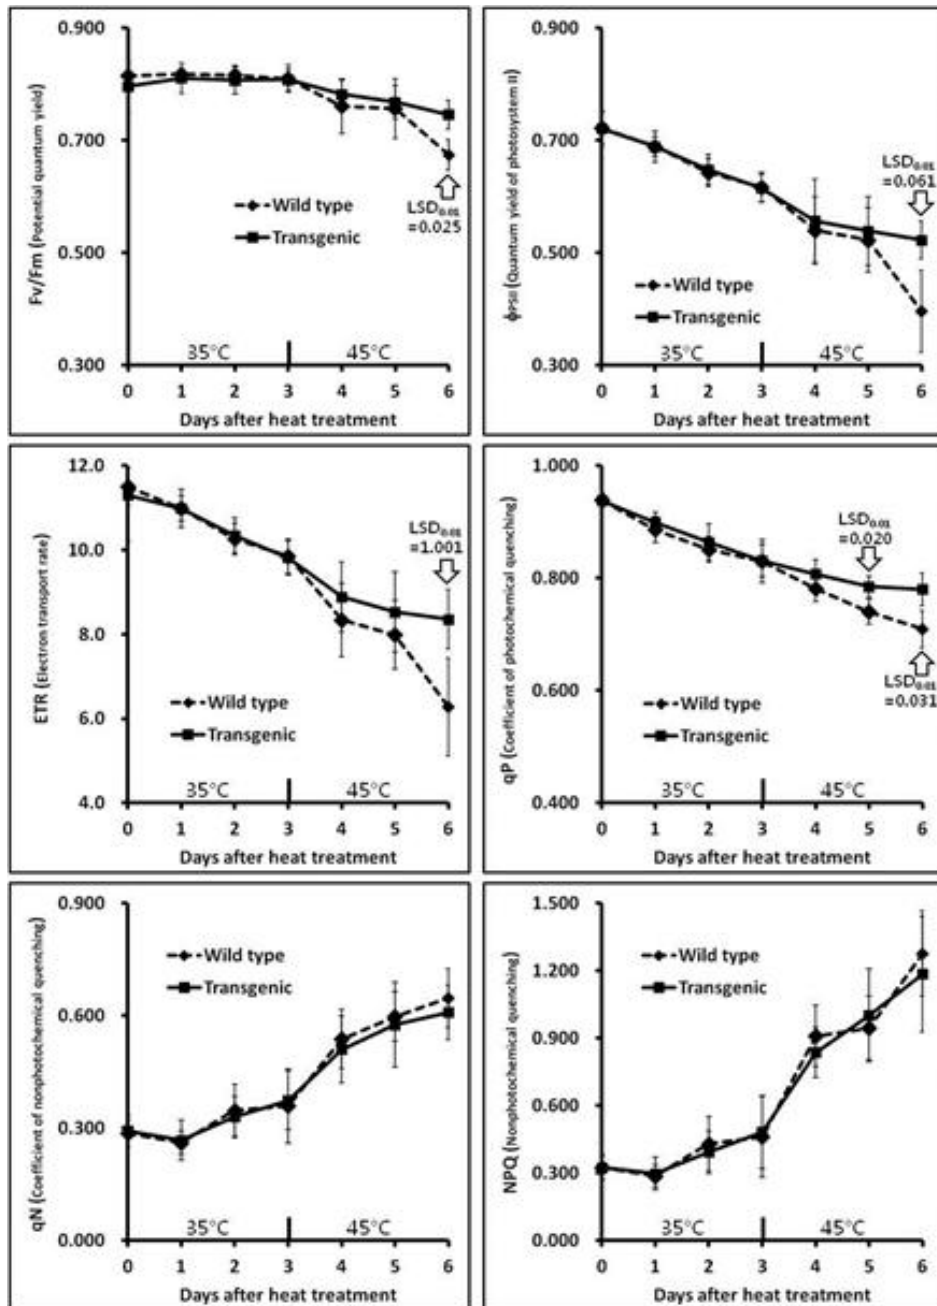 0.900
0.700
0.500
0.300
Fv/Fm (Potential quantum yield)
Wild type
Transgenic
LSD0.01
=0.025
35°C
45°C
0 1 2 3 4 5 6
Days after heat treatment
0.900
0.700
0.500
0.300
ϕPSII (Quantum yield of photosystem II)
LSD0.01
=0.061
Wild type
Transgenic
35°C
45°C
0 1 2 3 4 5 6
Days after heat treatment
12.0
10.0
8.0
6.0
4.0
ETR (Electron transport rate)
LSD0.01
=1.001
Wild type
Transgenic
35°C
45°C
0 1 2 3 4 5 6
Days after heat treatment
1.000
0.800
0.600
0.400
qP (Coefficient of photochemical quenching)
LSD0.01
=0.020
Wild type
Transgenic
LSD0.01
=0.031
35°C
45°C
0 1 2 3 4 5 6
Days after heat treatment
0.900
0.600
0.300
0.000
qN (Coefficient of nonphotochemical quenching)
Wild type
Transgenic
35°C
45°C
0 1 2 3 4 5 6
Days after heat treatment
1.500
1.200
0.900
0.600
0.300
0.000
NPQ (Nonphotochemical quenching)
Wild type
Transgenic
35°C
45°C
0 1 2 3 4 5 6
Days after heat treatment